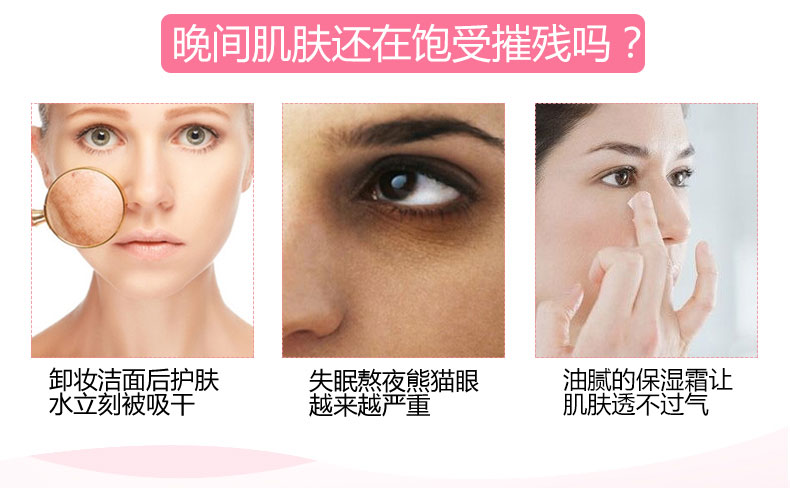 晚间肌肤还在饱受摧残吗？
卸妆洁面后护肤
水立刻被吸干
失眠熬夜熊猫眼
越来越严重
油腻的保湿霜让
肌肤透不过气